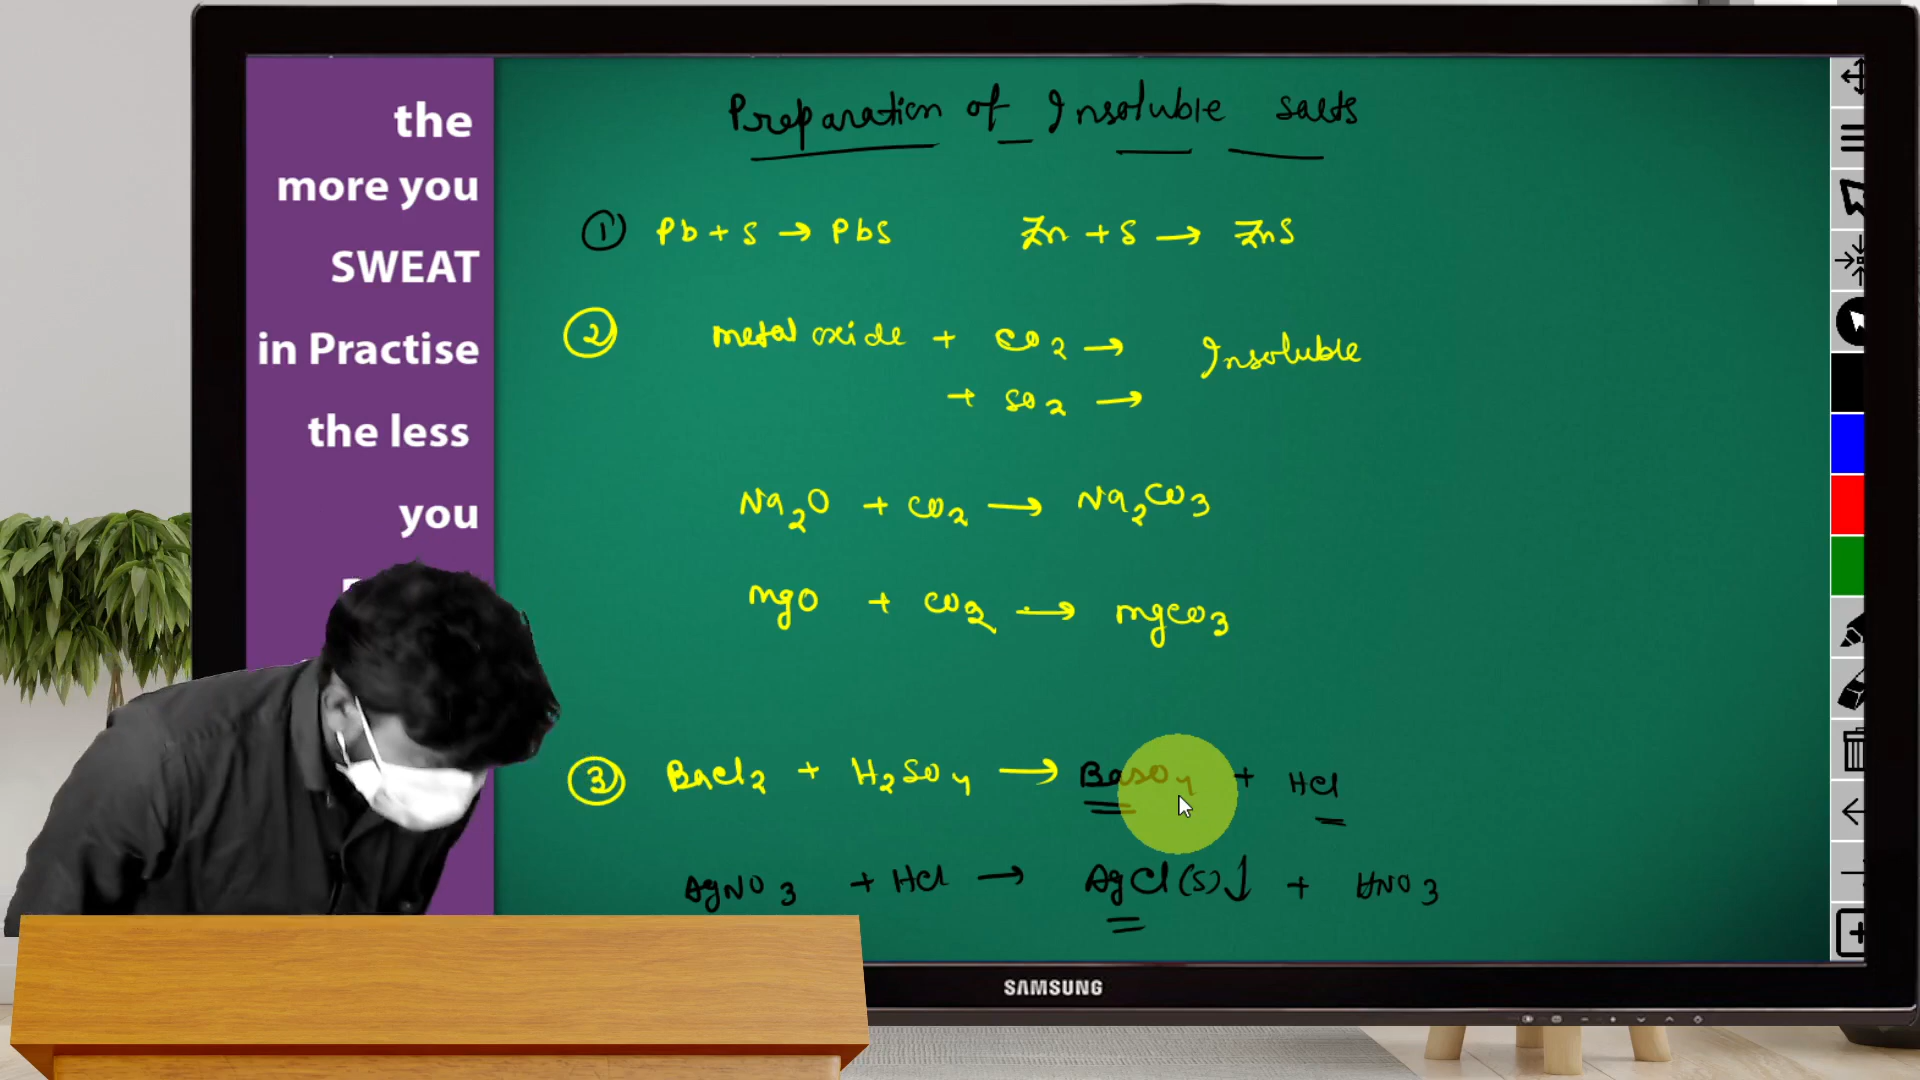 the
more you
SWEAT
in Practise
the less
you
Preparation of Insoluble salts
① Pb + S → PbS Zn + S → ZnS
② metal oxide + CO2 → Insoluble
+ SO2 →
Na2O + CO2 → Na2CO3
MgO + CO2 → MgCO3
③ BaCl2 + H2SO4 → BaSO4 + HCl
AgNO3 + HCl → AgCl(s)↓ + HNO3
SAMSUNG